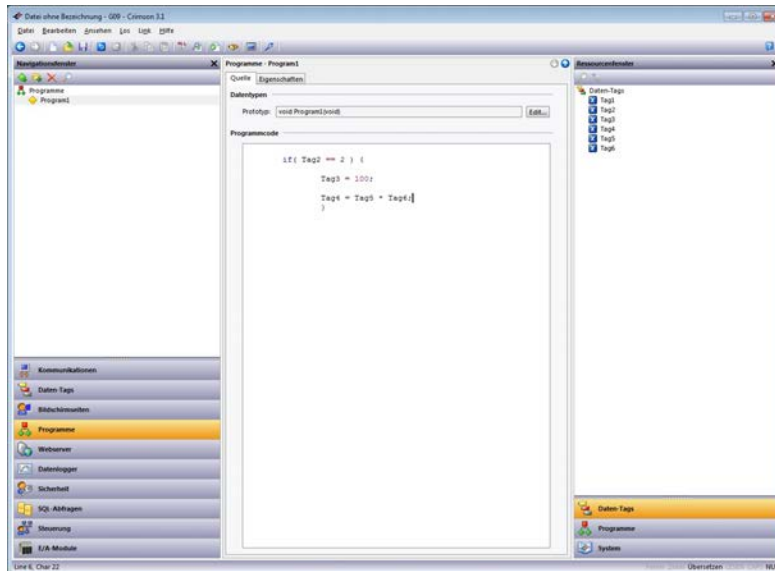 Datei ohne Bezeichnung - G09 - Crimson 3.1
Datei Bearbeiten Ansehen Los Link Hilfe
Navigationsfenster
Programme
Program1
Kommunikationen
Daten-Tags
Bildschirmseiten
Programme
Webserver
Datenlogger
Sicherheit
SQL-Abfragen
Steuerung
E/A-Module
Programme - Program1
Quelle Eigenschaften
Datentypen
Prototyp: void Program1(void) Edit...
Programmcode
if( Tag2 == 2 ) {
Tag3 = 100;
Tag4 = Tag5 * Tag6;
}
Ressourcenfenster
Daten-Tags
Tag1
Tag2
Tag3
Tag4
Tag5
Tag6
Daten-Tags
Programme
System
Line 6, Char 22
Übersetzen